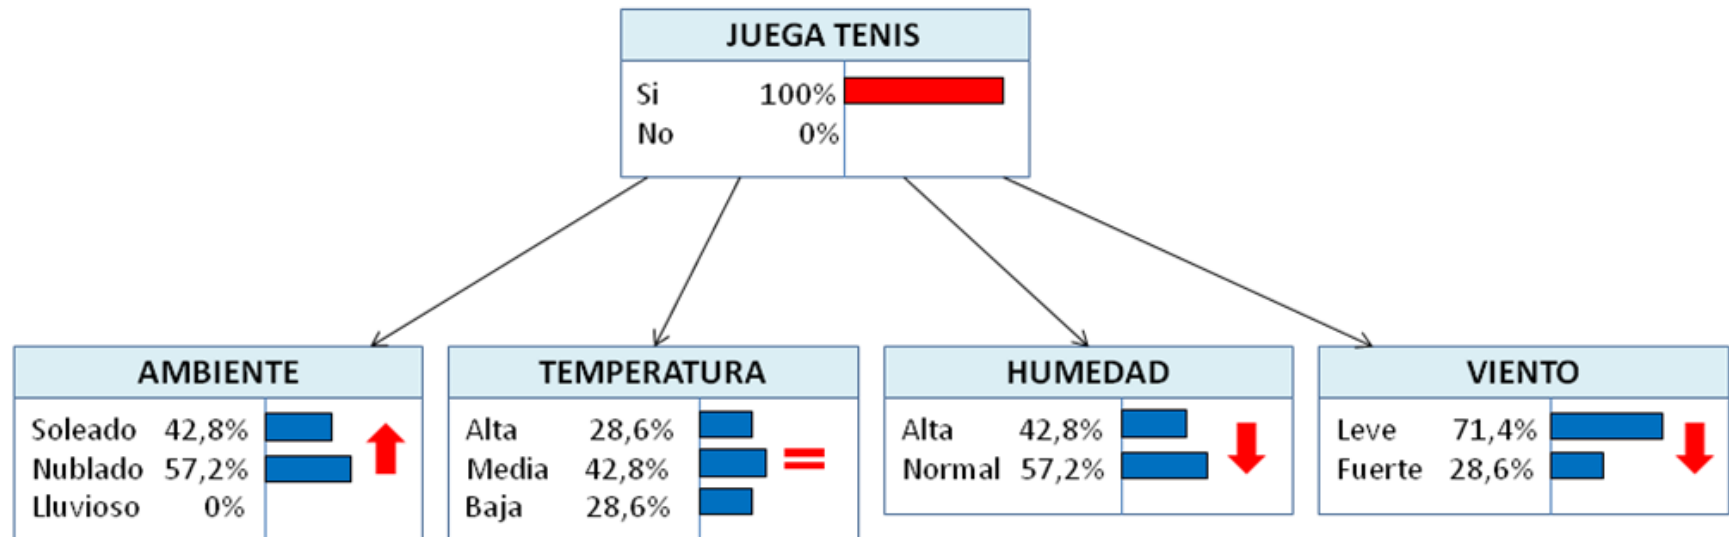 JUEGA TENIS
Si 100%
No 0%
AMBIENTE
Soleado 42,8%
Nublado 57,2%
Lluvioso 0%
TEMPERATURA
Alta 28,6%
Media 42,8%
Baja 28,6%
HUMEDAD
Alta 42,8%
Normal 57,2%
VIENTO
Leve 71,4%
Fuerte 28,6%